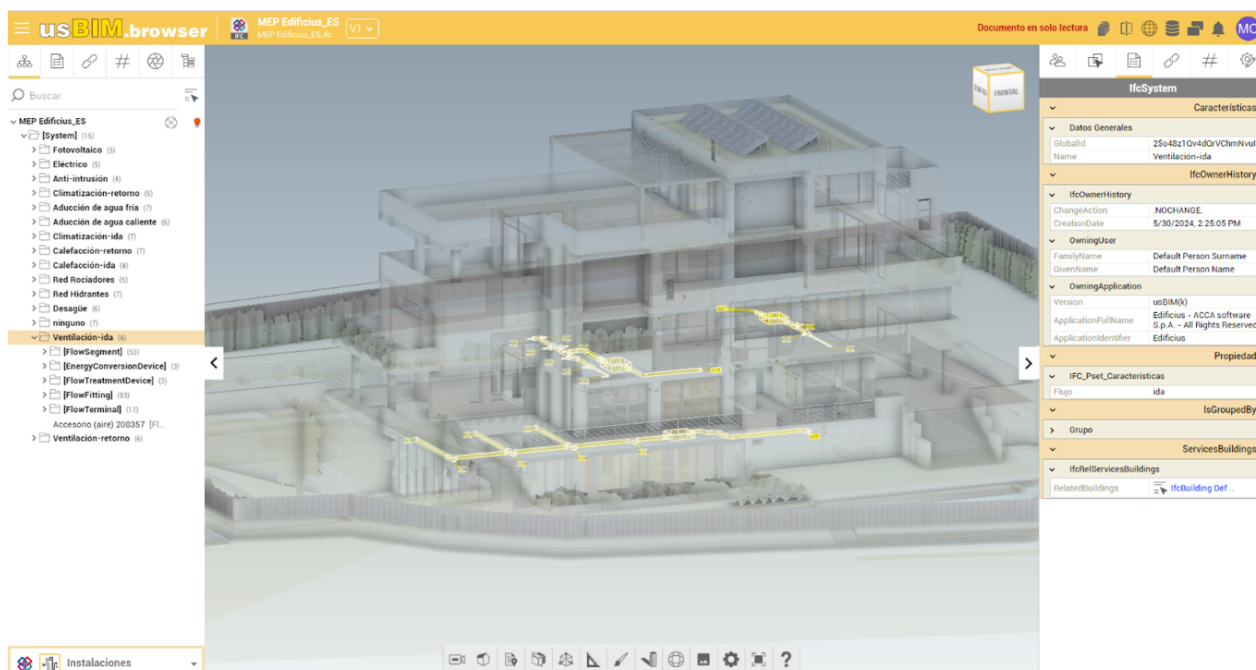 usBIM.browser
IFC
MEP Edificius_ES
MEP Edificius_ES.ifc
V1
Documento en solo lectura
MC
Buscar
MEP Edificius_ES
[System] (15)
Fotovoltaico (5)
Eléctrico (5)
Anti-intrusión (4)
Climatización-retorno (5)
Aducción de agua fría (7)
Aducción de agua caliente (6)
Climatización-ida (7)
Calefacción-retorno (7)
Calefacción-ida (8)
Red Rociadores (5)
Red Hidrantes (7)
Desagüe (6)
ninguno (7)
Ventilación-ida (6)
[FlowSegment] (53)
[EnergyConversionDevice] (3)
[FlowTreatmentDevice] (3)
[FlowFitting] (53)
[FlowTerminal] (17)
Accesorio (aire) 208357 [Fl...
Ventilación-retorno (6)
Instalaciones
FRONTAL
IfcSystem
Características
Datos Generales
GlobalId
Name Ventilación-ida
IfcOwnerHistory
IfcOwnerHistory
ChangeAction .NOCHANGE.
CreationDate 5/30/2024, 2:25:05 PM
OwningUser
FamilyName Default Person Surname
GivenName Default Person Name
OwningApplication
Version usBIM(k)
ApplicationFullName Edificius - ACCA software
S.p.A. - All Rights Reserved
ApplicationIdentifier Edificius
Propiedad
IFC_Pset_Caracteristicas
Flujo ida
IsGroupedBy
Grupo
ServicesBuildings
IfcRelServicesBuildings
RelatedBuildings IfcBuilding Def...